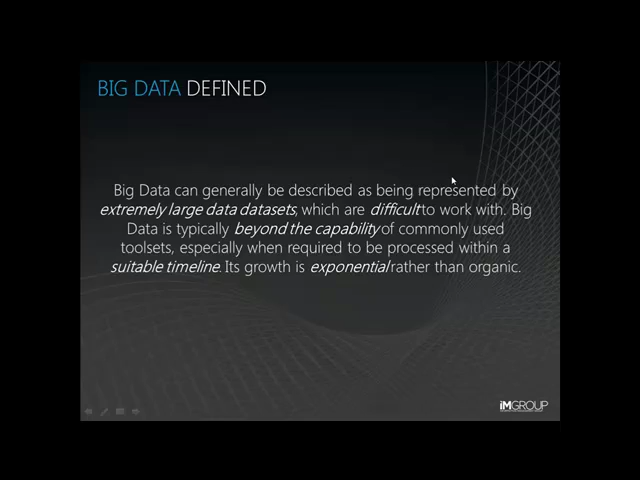 BIG DATA DEFINED
Big Data can generally be described as being represented by
extremely large data datasets, which are difficult to work with. Big
Data is typically beyond the capability of commonly used
toolsets, especially when required to be processed within a
suitable timeline. Its growth is exponential rather than organic.
iMGROUP